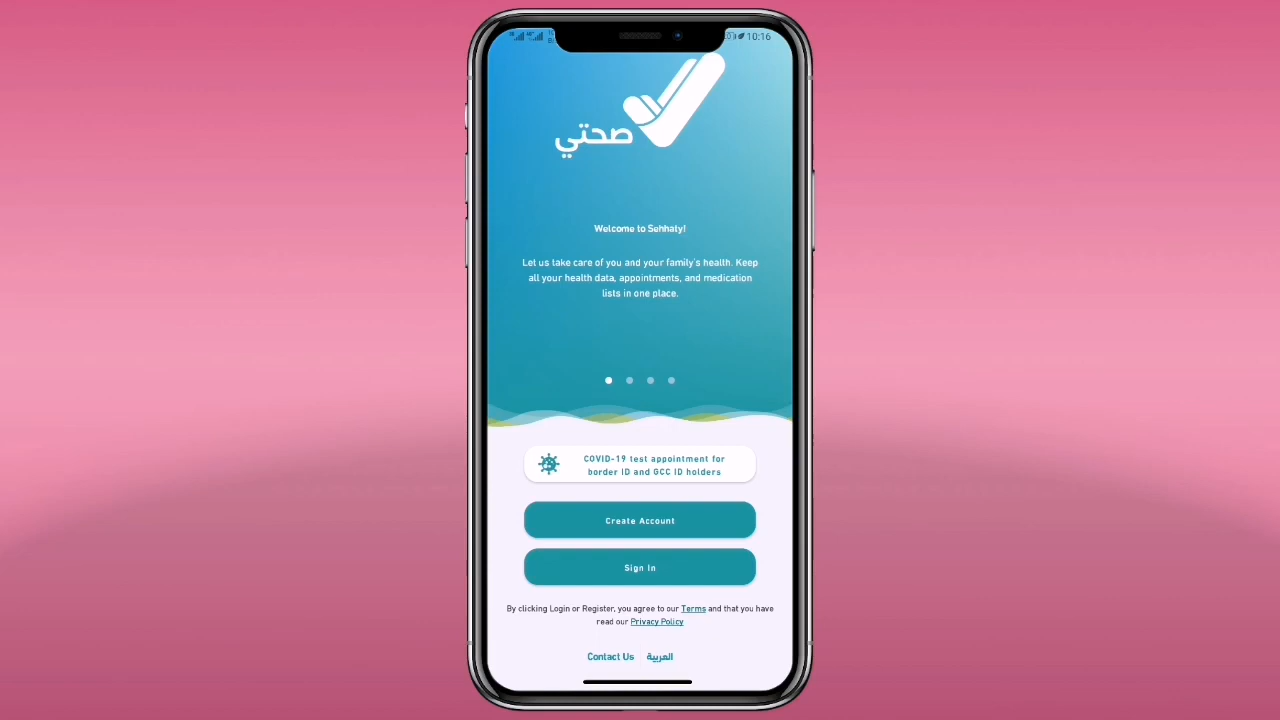 10:16
صحتي
Welcome to Sehhaty!
Let us take care of you and your family's health. Keep
all your health data, appointments, and medication
lists in one place.
COVID-19 test appointment for
border ID and GCC ID holders
Create Account
Sign In
By clicking Login or Register, you agree to our Terms and that you have
read our Privacy Policy
Contact Us العربية